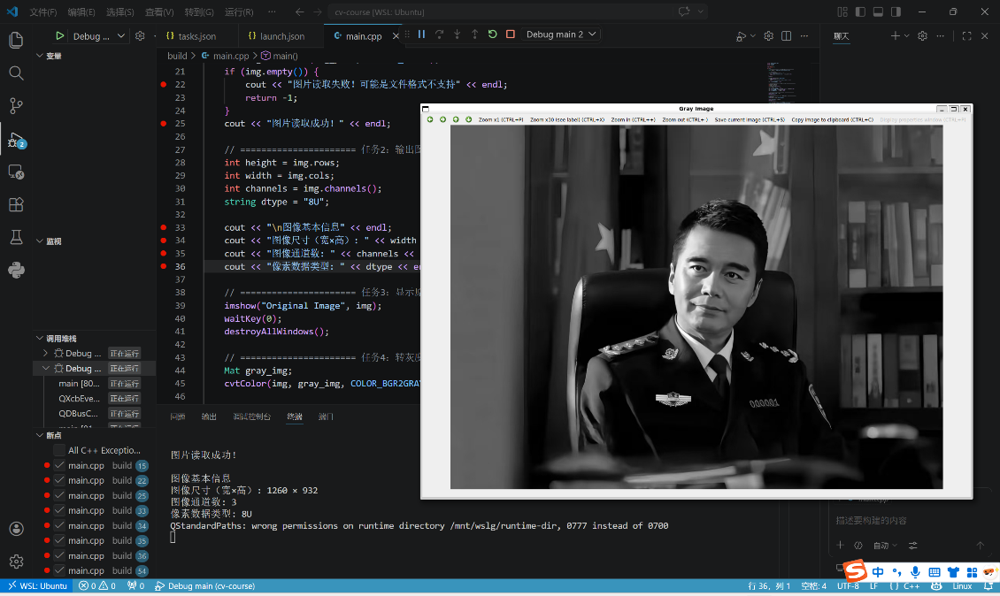 文件(F) 编辑(E) 选择(S) 查看(V) 转到(G) 运行(R) ··· cv-course [WSL: Ubuntu]
Debug ... tasks.json launch.json main.cpp Debug main 2 聊天
变量
build > main.cpp > main()
21 if (img.empty()) {
22 cout << "图片读取失败！可能是文件格式不支持" << endl;
23 return -1;
24 }
25 cout << "图片读取成功！" << endl;
26
27 // ====================== 任务2：输出图
28 int height = img.rows;
29 int width = img.cols;
30 int channels = img.channels();
31 string dtype = "8U";
32
33 cout << "\n图像基本信息" << endl;
34 cout << "图像尺寸（宽×高）：" << width
35 cout << "图像通道数：" << channels <<
36 cout << "像素数据类型：" << dtype << en
37
38 // ====================== 任务3：显示原
39 imshow("Original Image", img);
40 waitKey(0);
41 destroyAllWindows();
42
43 // ====================== 任务4：转灰度
44 Mat gray_img;
45 cvtColor(img, gray_img, COLOR_BGR2GRA
46
Gray Image
Zoom x1 (CTRL+P) Zoom x30 (see label) (CTRL+X) Zoom in (CTRL++) Zoom out (CTRL+-) Save current image (CTRL+S) Copy image to clipboard (CTRL+C) Display properties window (CTRL+P)
000001
监视
调用堆栈
Debug ... 正在运行
Debug ... 正在运行
main [80... 正在运行
QXcbEve... 正在运行
QDBusC... 正在运行
断点
All C++ Exceptio...
main.cpp build 15
main.cpp build 22
main.cpp build 25
main.cpp build 33
main.cpp build 34
main.cpp build 35
main.cpp build 36
main.cpp build 54
问题 输出 调试控制台 终端 端口
图片读取成功！
图像基本信息
图像尺寸（宽×高）：1260 × 932
图像通道数：3
像素数据类型：8U
QStandardPaths: wrong permissions on runtime directory /mnt/wslg/runtime-dir, 0777 instead of 0700
描述要构建的内容
自动
中
WSL: Ubuntu 0 0 0 Debug main (cv-course) 行 36，列 1 空格: 4 UTF-8 LF {} C++ Linux